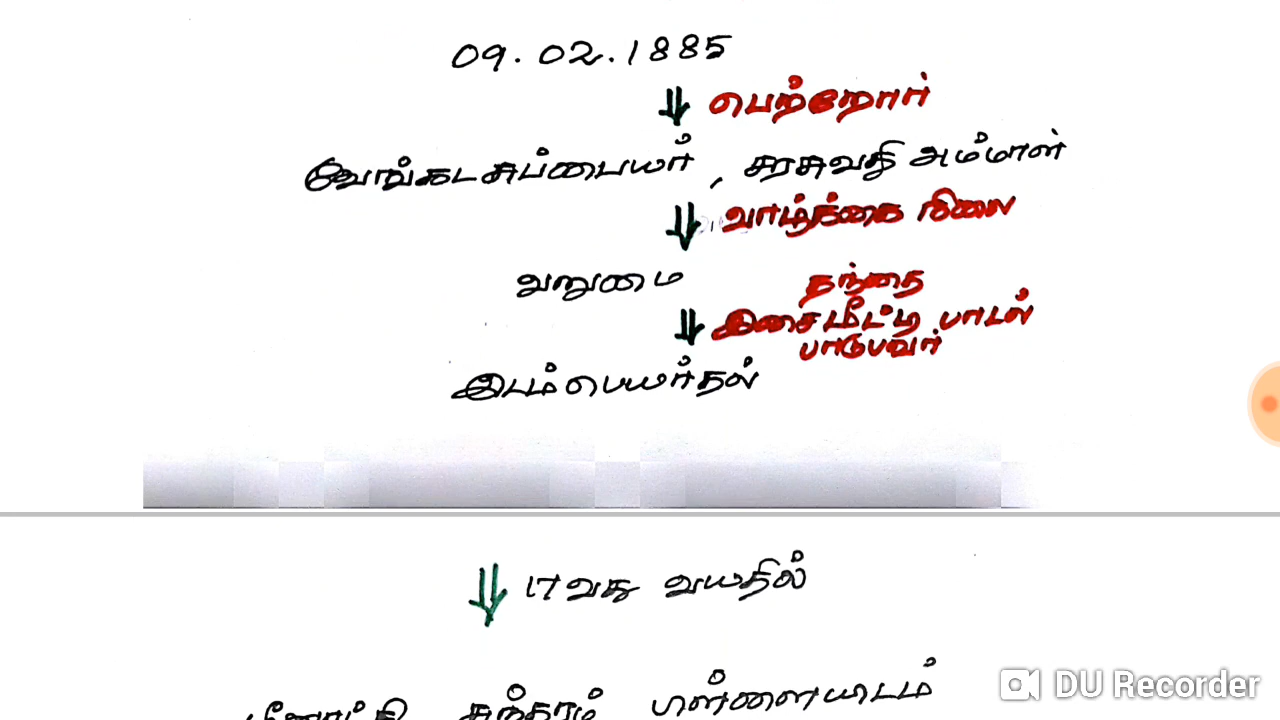 09.02.1885
பெற்றோர்
வேங்கடசுப்பையர், சரசுவதி அம்மாள்
வாழ்க்கை நிலை
வறுமை
தந்தை
இசைமீட்டி பாடல்
பாடுபவர்
இடம்பெயர்தல்
17வது வயதில்
மீனாட்சி சுந்தரம் பிள்ளையிடம்
DU Recorder